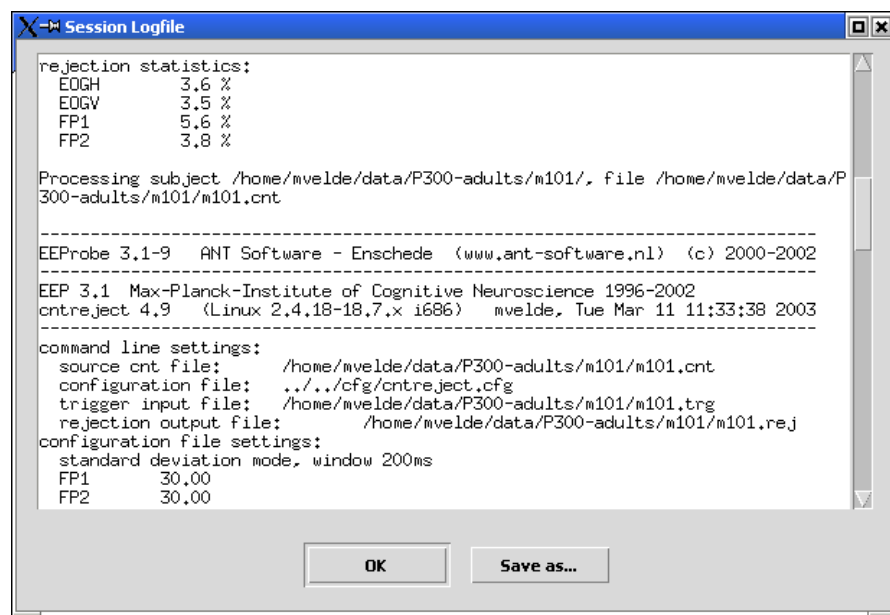 Session Logfile
rejection statistics:
EOGH 3.6 %
EOGV 3.5 %
FP1 5.6 %
FP2 3.8 %
Processing subject /home/mvelde/data/P300-adults/m101/, file /home/mvelde/data/P
300-adults/m101/m101.cnt
--------------------------------------------------------------------------------
EEProbe 3.1-9 ANT Software - Enschede (www.ant-software.nl) (c) 2000-2002
--------------------------------------------------------------------------------
EEP 3.1 Max-Planck-Institute of Cognitive Neuroscience 1996-2002
cntreject 4.9 (Linux 2.4.18-18.7.x i686) mvelde, Tue Mar 11 11:33:38 2003
--------------------------------------------------------------------------------
command line settings:
source cnt file: /home/mvelde/data/P300-adults/m101/m101.cnt
configuration file: ../../cfg/cntreject.cfg
trigger input file: /home/mvelde/data/P300-adults/m101/m101.trg
rejection output file: /home/mvelde/data/P300-adults/m101/m101.rej
configuration file settings:
standard deviation mode, window 200ms
FP1 30.00
FP2 30.00
OK Save as...